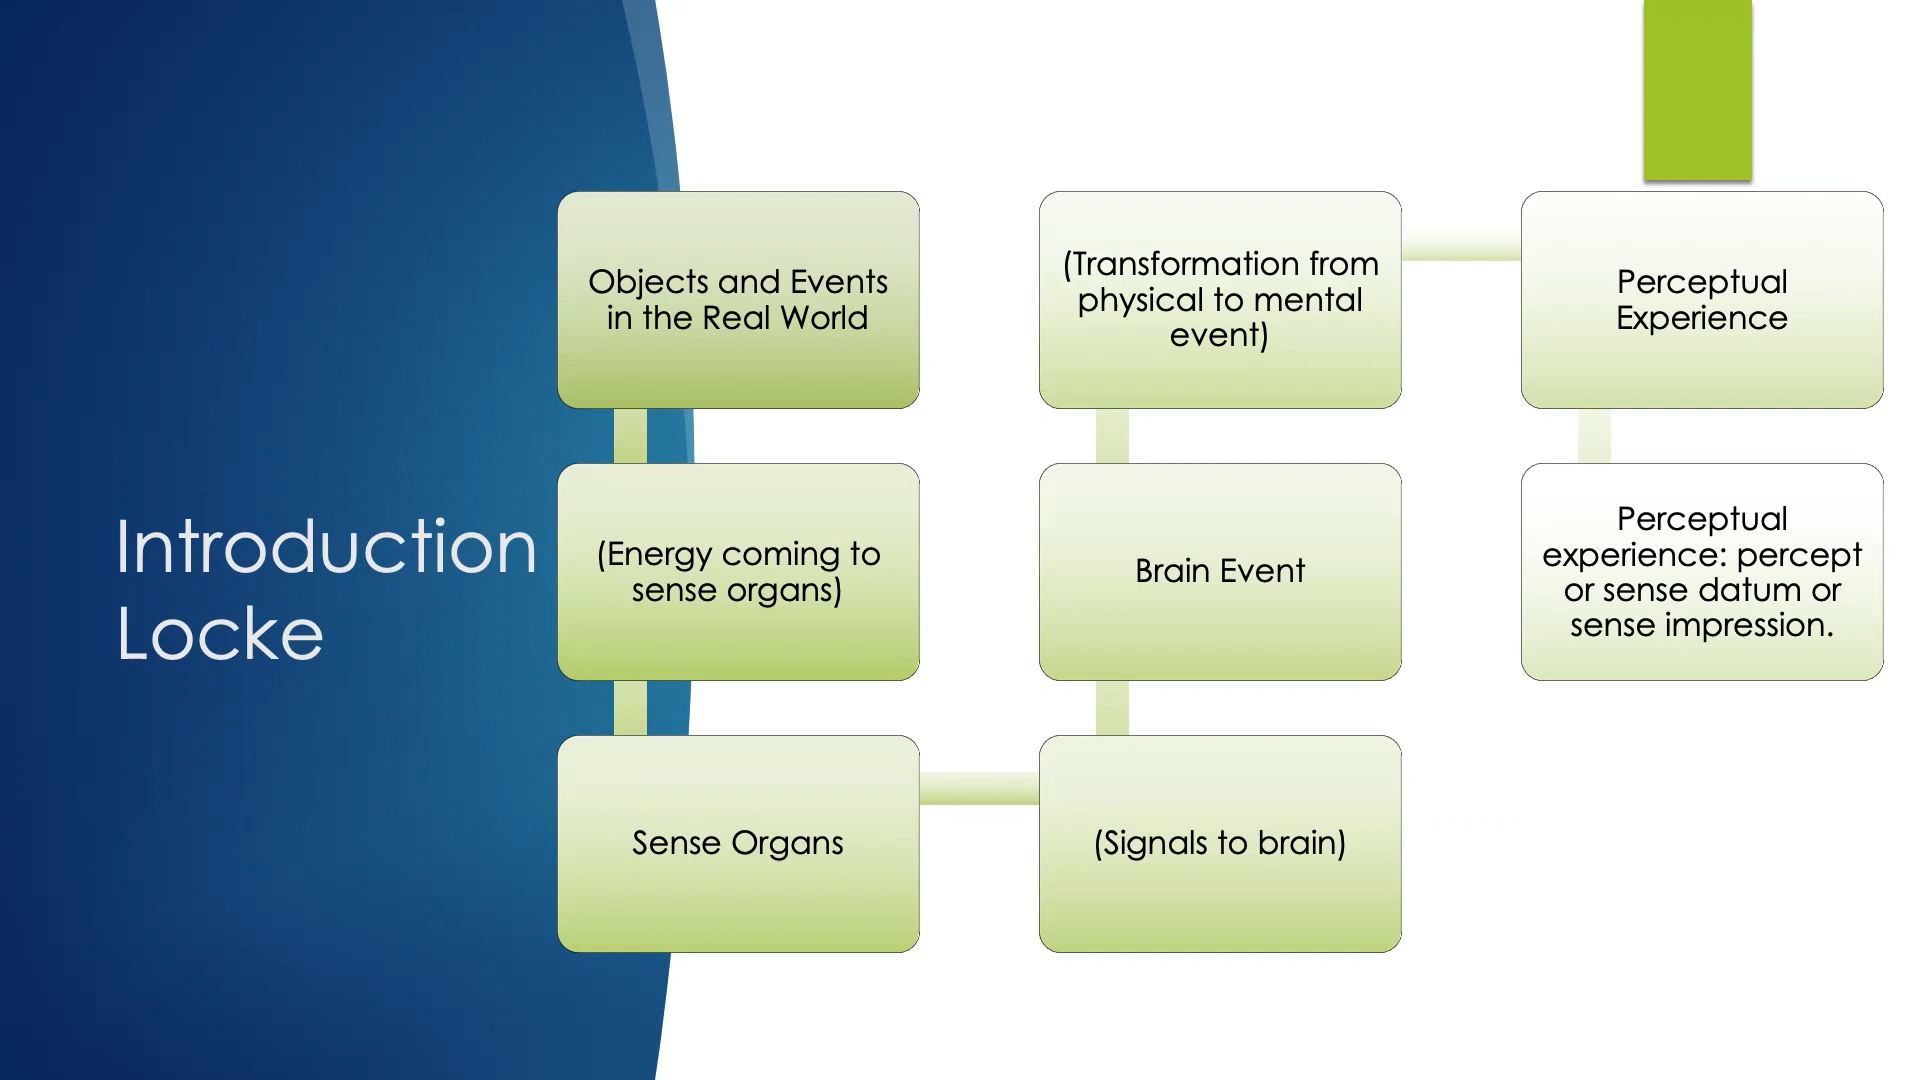 Introduction
Locke
Objects and Events
in the Real World
(Energy coming to
sense organs)
Sense Organs
(Signals to brain)
Brain Event
(Transformation from
physical to mental
event)
Perceptual
Experience
Perceptual
experience: percept
or sense datum or
sense impression.